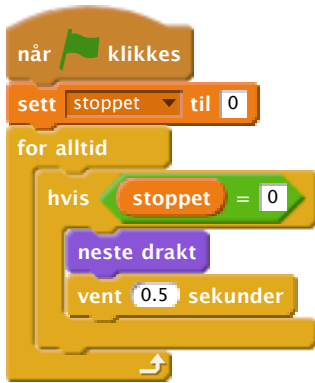 når klikkes
sett stoppet til 0
for alltid
hvis stoppet = 0
neste drakt
vent 0.5 sekunder